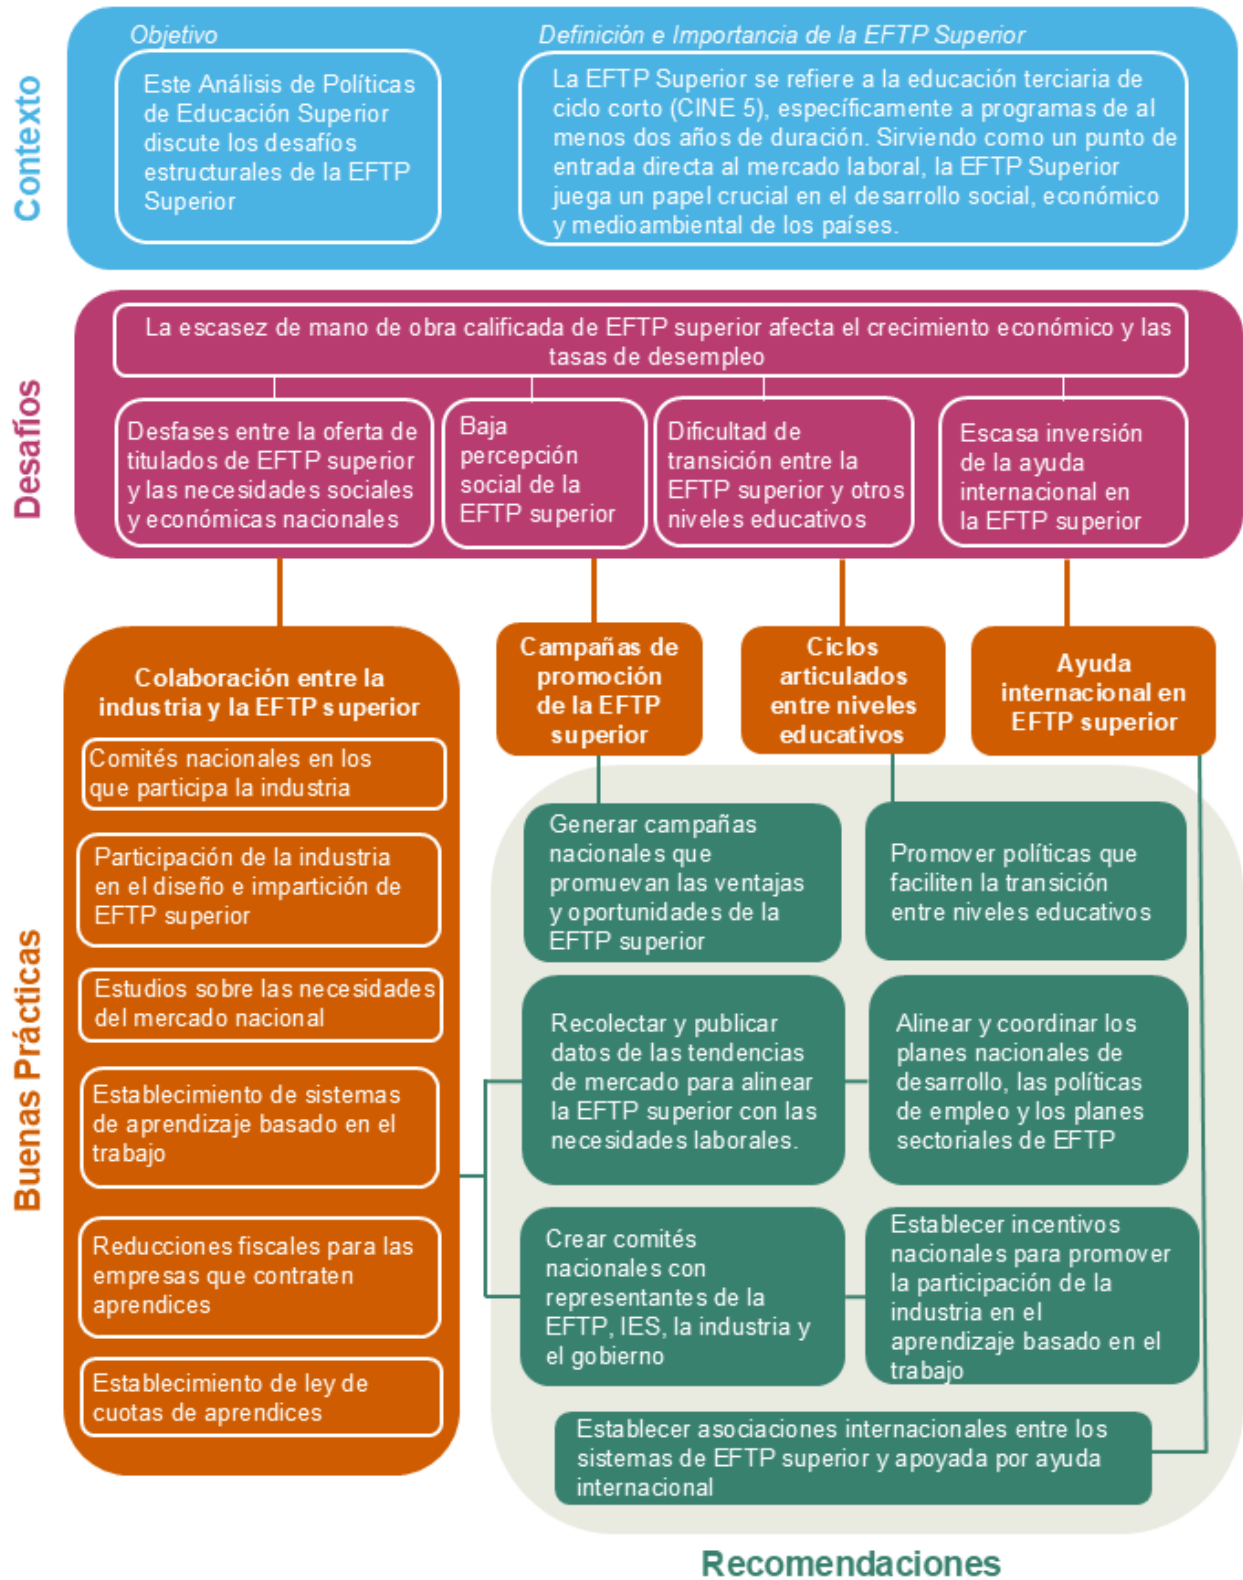 Contexto
Objetivo
Este Análisis de Políticas
de Educación Superior
discute los desafíos
estructurales de la EFTP
Superior
Definición e Importancia de la EFTP Superior
La EFTP Superior se refiere a la educación terciaria de
ciclo corto (CINE 5), específicamente a programas de al
menos dos años de duración. Sirviendo como un punto de
entrada directa al mercado laboral, la EFTP Superior
juega un papel crucial en el desarrollo social, económico
y medioambiental de los países.
Desafíos
La escasez de mano de obra calificada de EFTP superior afecta el crecimiento económico y las
tasas de desempleo
Desfases entre la oferta de
titulados de EFTP superior
y las necesidades sociales
y económicas nacionales
Baja
percepción
social de la
EFTP superior
Dificultad de
transición entre la
EFTP superior y otros
niveles educativos
Escasa inversión
de la ayuda
internacional en
la EFTP superior
Buenas Prácticas
Colaboración entre la
industria y la EFTP superior
Comités nacionales en los
que participa la industria
Participación de la industria
en el diseño e impartición de
EFTP superior
Estudios sobre las necesidades
del mercado nacional
Establecimiento de sistemas
de aprendizaje basado en el
trabajo
Reducciones fiscales para las
empresas que contraten
aprendices
Establecimiento de ley de
cuotas de aprendices
Campañas de
promoción
de la EFTP
superior
Ciclos
articulados
entre niveles
educativos
Ayuda
internacional en
EFTP superior
Generar campañas
nacionales que
promuevan las ventajas
y oportunidades de la
EFTP superior
Promover políticas que
faciliten la transición
entre niveles educativos
Recolectar y publicar
datos de las tendencias
de mercado para alinear
la EFTP superior con las
necesidades laborales.
Alinear y coordinar los
planes nacionales de
desarrollo, las políticas
de empleo y los planes
sectoriales de EFTP
Crear comités
nacionales con
representantes de la
EFTP, IES, la industria y
el gobierno
Establecer incentivos
nacionales para promover
la participación de la
industria en el
aprendizaje basado en el
trabajo
Establecer asociaciones internacionales entre los
sistemas de EFTP superior y apoyada por ayuda
internacional
Recomendaciones